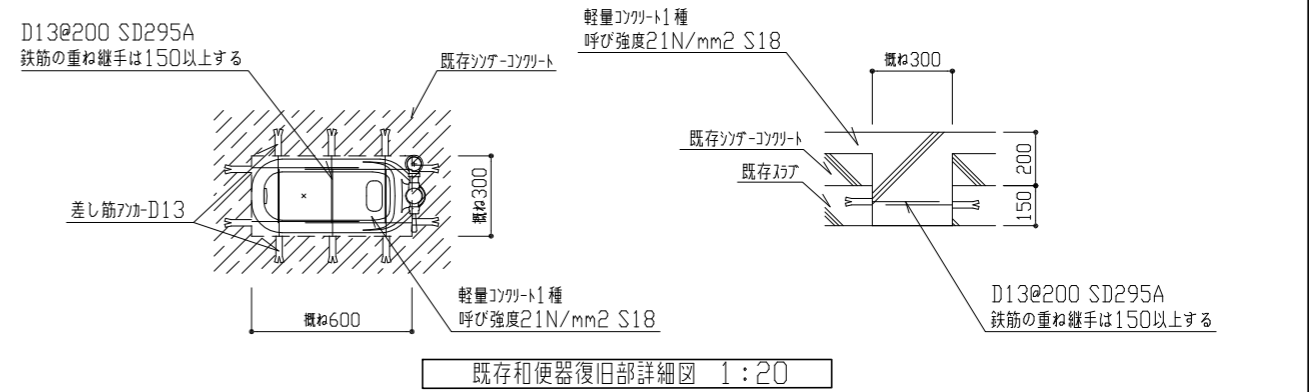 D13@200 SD295A
鉄筋の重ね継手は150以上する
既存ｼﾝﾀﾞｰｺﾝｸﾘｰﾄ
差し筋ｱﾝｶｰD13
概ね300
概ね600
軽量ｺﾝｸﾘｰﾄ1種
呼び強度21N/mm2 S18
軽量ｺﾝｸﾘｰﾄ1種
呼び強度21N/mm2 S18
概ね300
既存ｼﾝﾀﾞｰｺﾝｸﾘｰﾄ
既存ｽﾗﾌﾞ
200
150
D13@200 SD295A
鉄筋の重ね継手は150以上する
既存和便器復旧部詳細図 1:20